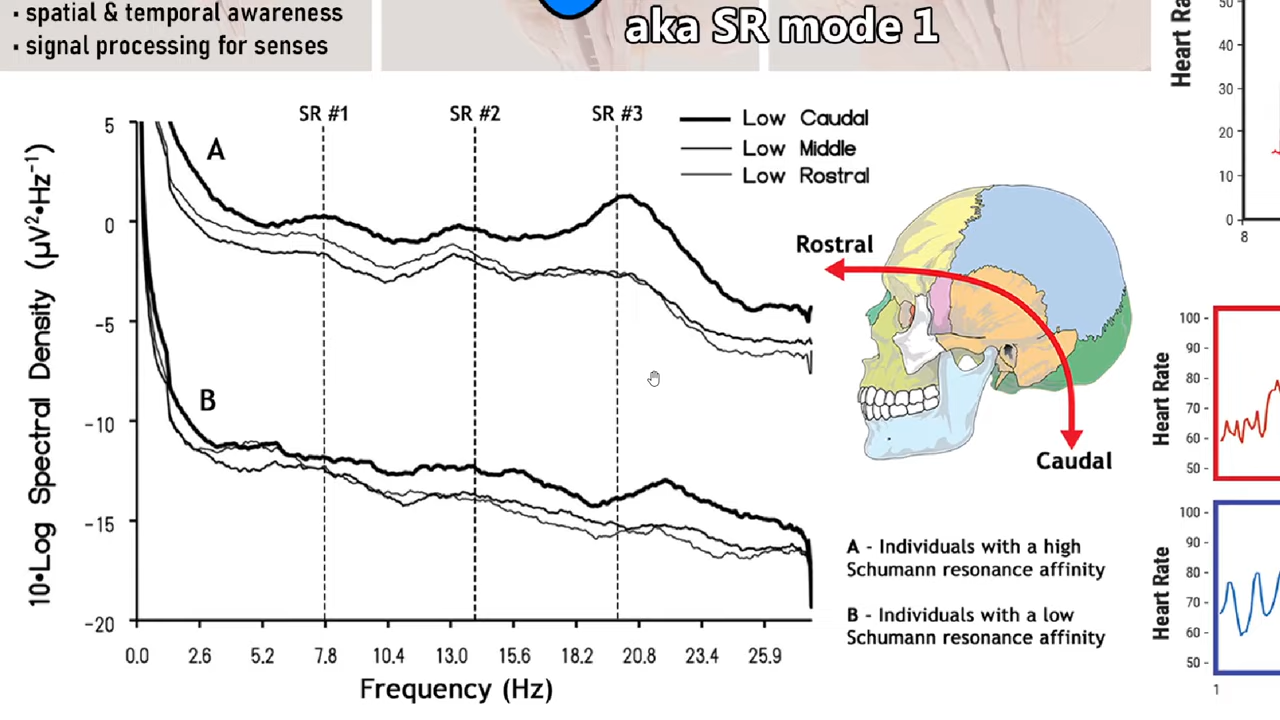 · spatial & temporal awareness
· signal processing for senses
aka SR mode 1
50
40
30
20
10
0
8
SR #1
SR #2
SR #3
Low Caudal
Low Middle
Low Rostral
A
B
5
0
-5
-10
-15
-20
10•Log Spectral Density (µV²•Hz⁻¹)
0.0 2.6 5.2 7.8 10.4 13.0 15.6 18.2 20.8 23.4 25.9
Frequency (Hz)
Rostral
Caudal
A - Individuals with a high
Schumann resonance affinity
B - Individuals with a low
Schumann resonance affinity
Heart Rate
100 -
90 -
80 -
70 -
60 -
50 -
Heart Rate
100 -
90 -
80 -
70 -
60 -
50 -
1